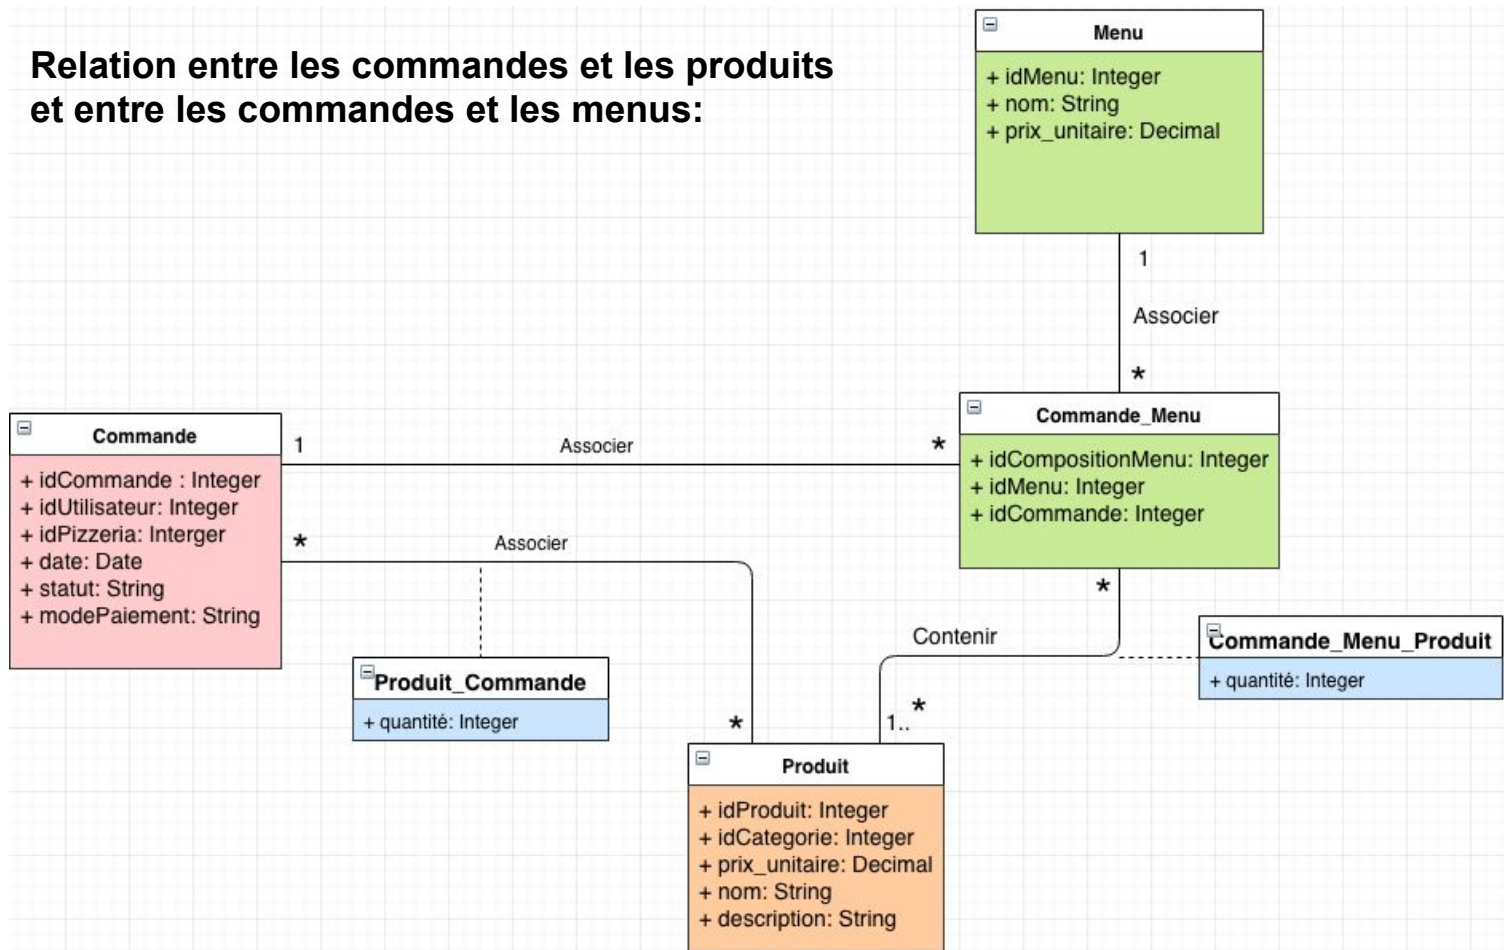 Relation entre les commandes et les produits
et entre les commandes et les menus:
Menu
+ idMenu: Integer
+ nom: String
+ prix_unitaire: Decimal
1
Associer
*
Commande_Menu
+ idCompositionMenu: Integer
+ idMenu: Integer
+ idCommande: Integer
Commande
+ idCommande : Integer
+ idUtilisateur: Integer
+ idPizzeria: Interger
+ date: Date
+ statut: String
+ modePaiement: String
1
Associer
*
*
Associer
*
Produit_Commande
+ quantité: Integer
*
Contenir
1..*
Commande_Menu_Produit
+ quantité: Integer
Produit
+ idProduit: Integer
+ idCategorie: Integer
+ prix_unitaire: Decimal
+ nom: String
+ description: String